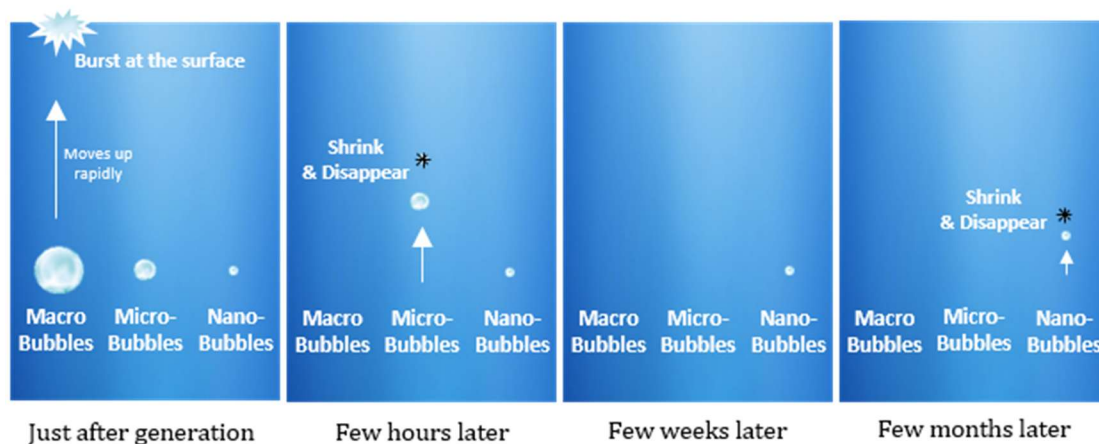 Burst at the surface
Moves up
rapidly
Macro
Bubbles
Micro-
Bubbles
Nano-
Bubbles
Just after generation
Shrink
& Disappear
Macro
Bubbles
Micro-
Bubbles
Nano-
Bubbles
Few hours later
Macro
Bubbles
Micro-
Bubbles
Nano-
Bubbles
Few weeks later
Shrink
& Disappear
Macro
Bubbles
Micro-
Bubbles
Nano-
Bubbles
Few months later